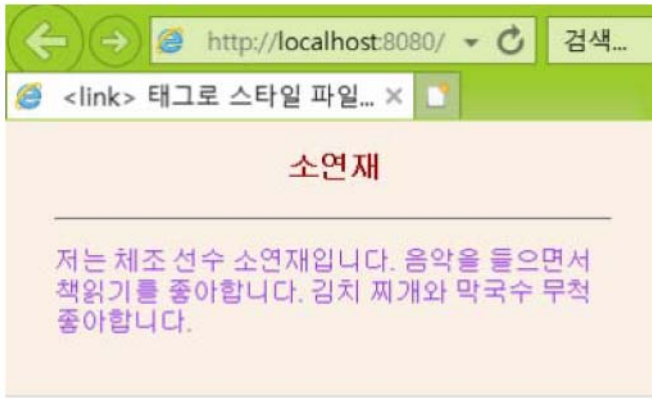 http://localhost:8080/
검색...
<link> 태그로 스타일 파일...
소연재
저는 체조 선수 소연재입니다. 음악을 들으면서
책읽기를 좋아합니다. 김치 찌개와 막국수 무척
좋아합니다.